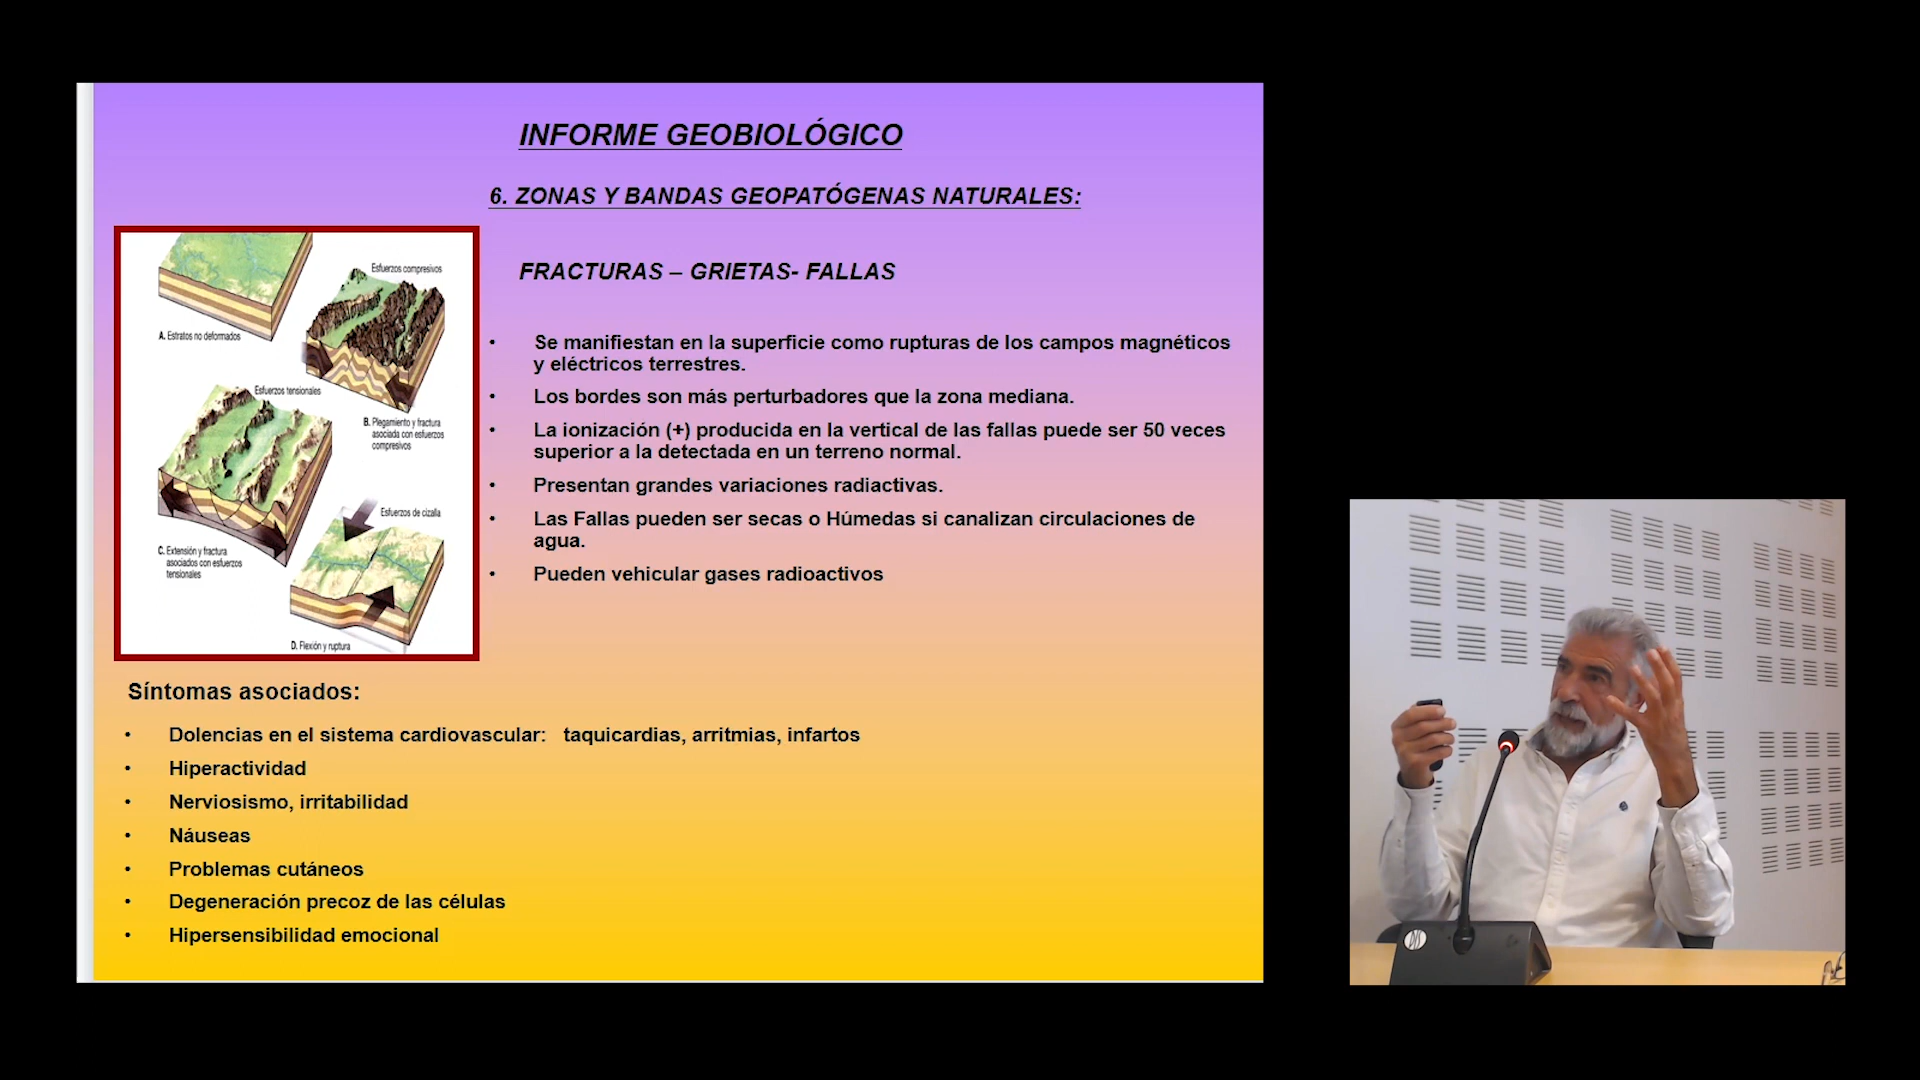 INFORME GEOBIOLÓGICO
6. ZONAS Y BANDAS GEOPATÓGENAS NATURALES:
FRACTURAS – GRIETAS- FALLAS
• Se manifiestan en la superficie como rupturas de los campos magnéticos
y eléctricos terrestres.
• Los bordes son más perturbadores que la zona mediana.
• La ionización (+) producida en la vertical de las fallas puede ser 50 veces
superior a la detectada en un terreno normal.
• Presentan grandes variaciones radiactivas.
• Las Fallas pueden ser secas o Húmedas si canalizan circulaciones de
agua.
• Pueden vehicular gases radioactivos
Esfuerzos compresivos
A. Estratos no deformados
Esfuerzos tensionales
B. Plegamiento y fractura
asociada con esfuerzos
compresivos
Esfuerzos de cizalla
C. Extensión y fractura
asociados con esfuerzos
tensionales
D. Flexión y ruptura
Síntomas asociados:
• Dolencias en el sistema cardiovascular: taquicardias, arritmias, infartos
• Hiperactividad
• Nerviosismo, irritabilidad
• Náuseas
• Problemas cutáneos
• Degeneración precoz de las células
• Hipersensibilidad emocional